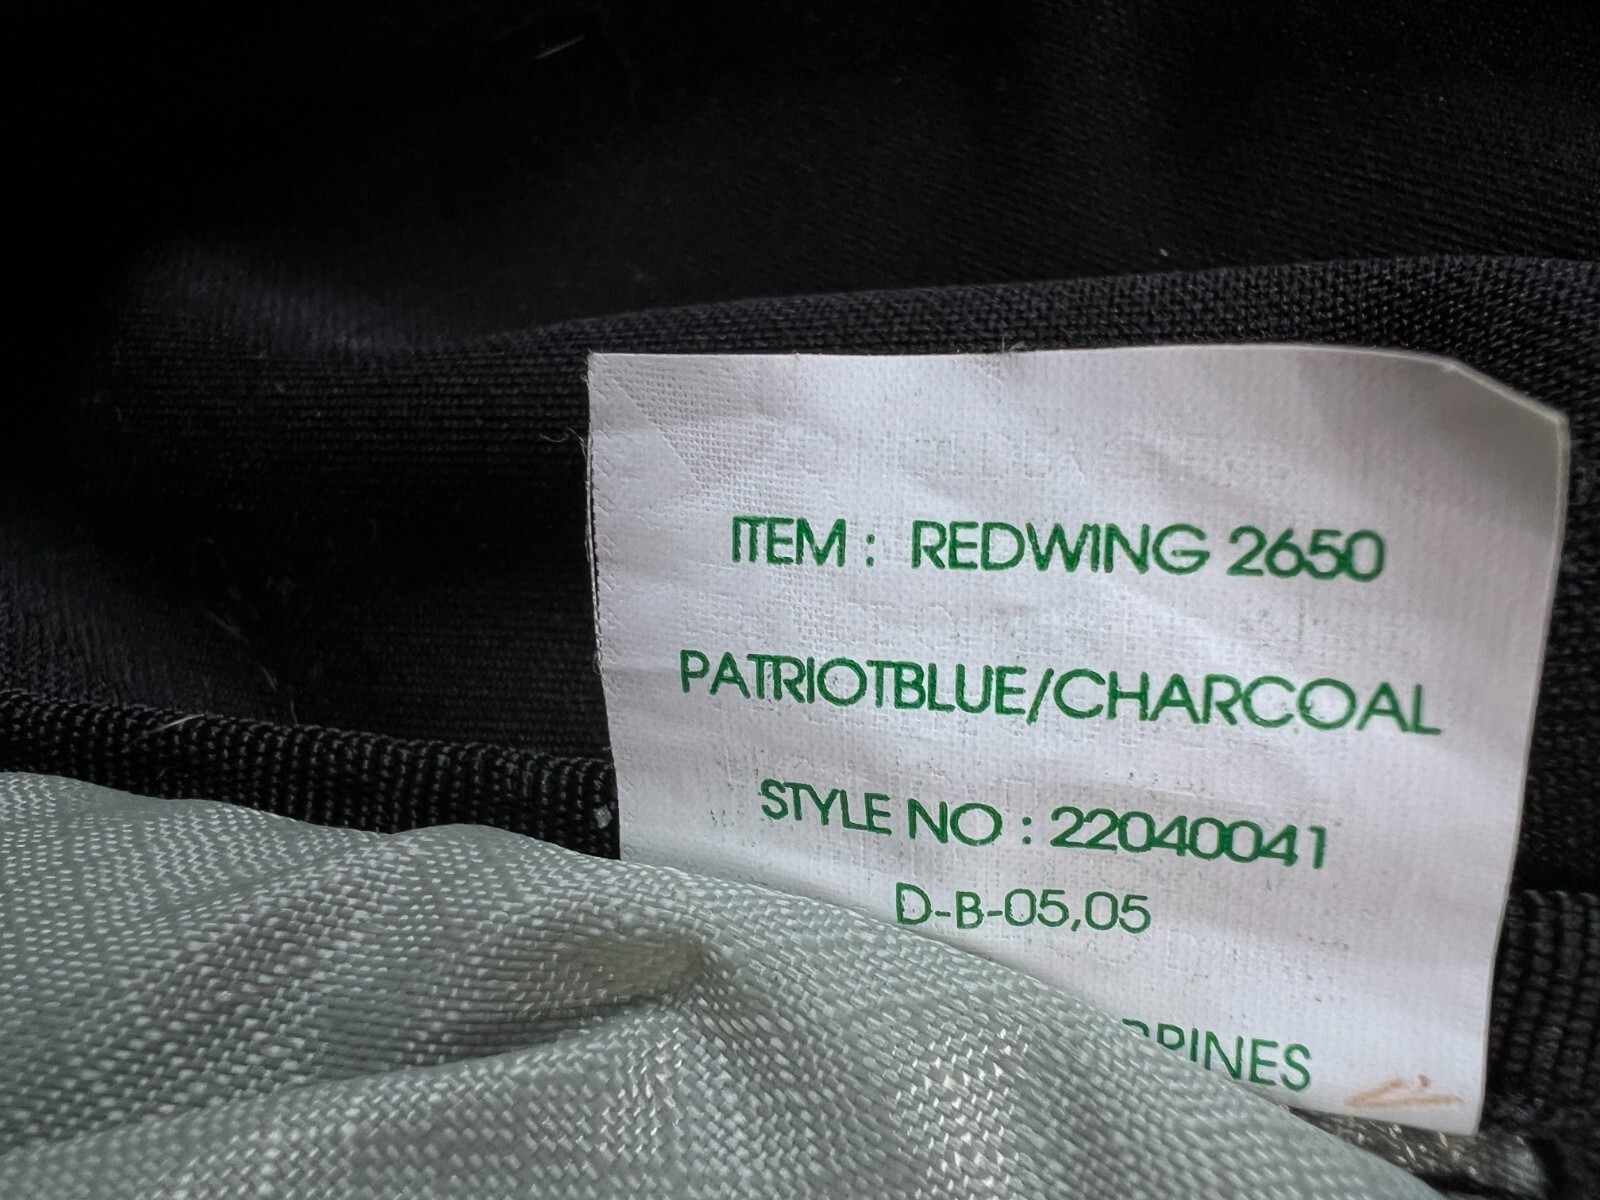 ITEM : REDWING 2650
PATRIOTBLUE/CHARCOAL
STYLE NO : 22040041
D-B-05,05